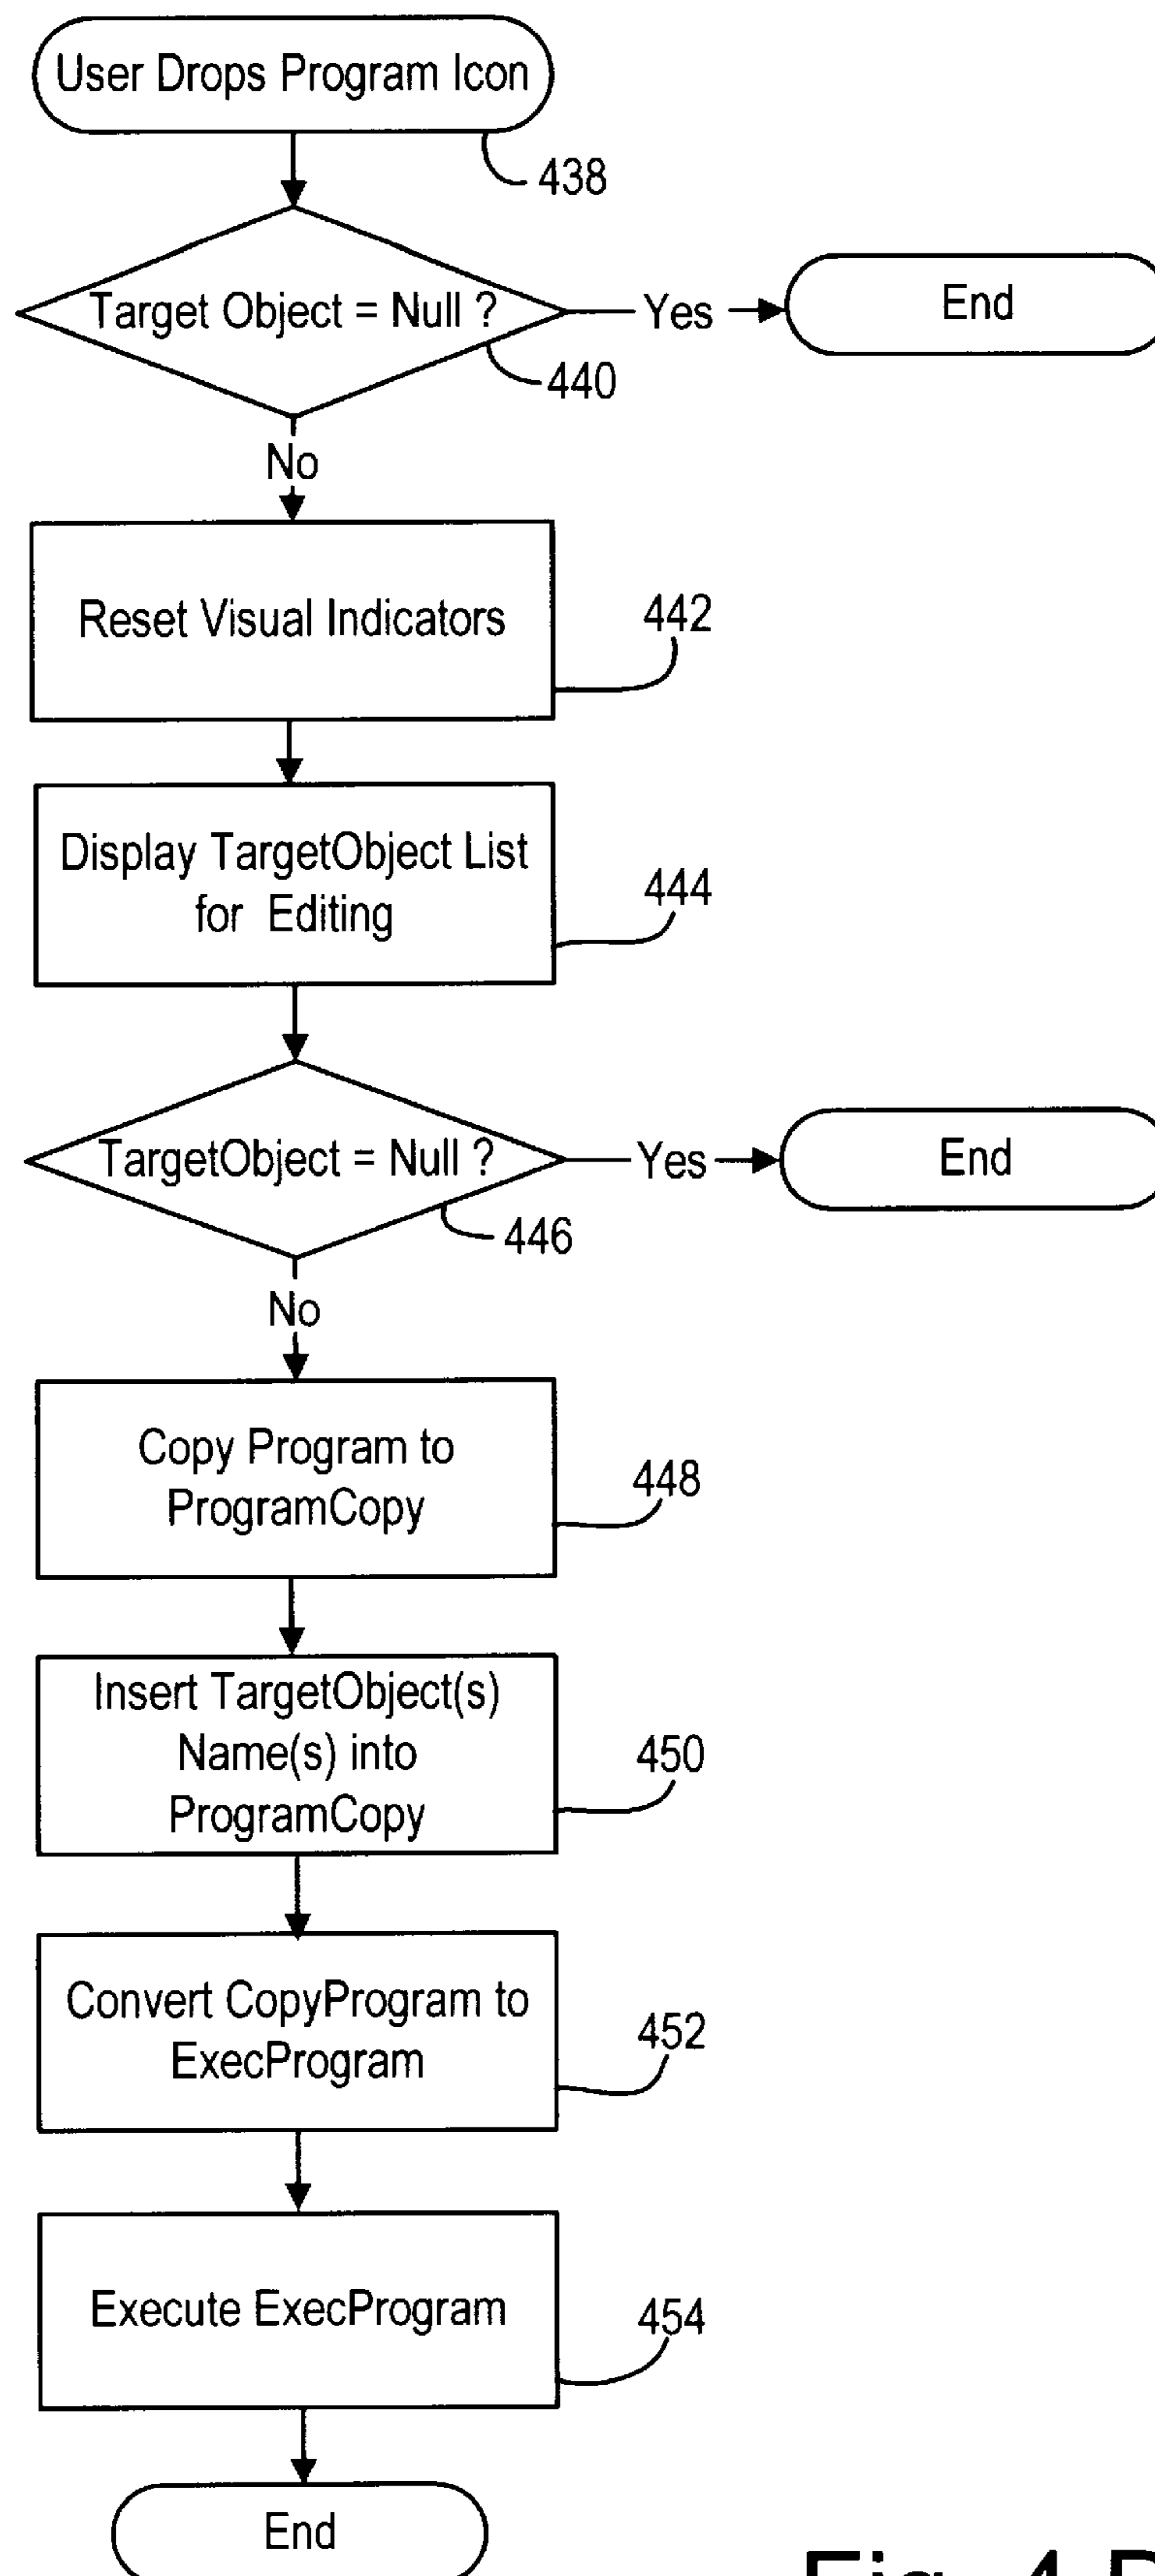 User Drops Program Icon
438
Target Object = Null ?
Yes
End
440
No
Reset Visual Indicators
442
Display TargetObject List
for Editing
444
TargetObject = Null ?
Yes
End
446
No
Copy Program to
ProgramCopy
448
Insert TargetObject(s)
Name(s) into
ProgramCopy
450
Convert CopyProgram to
ExecProgram
452
Execute ExecProgram
454
End
Fig. 4